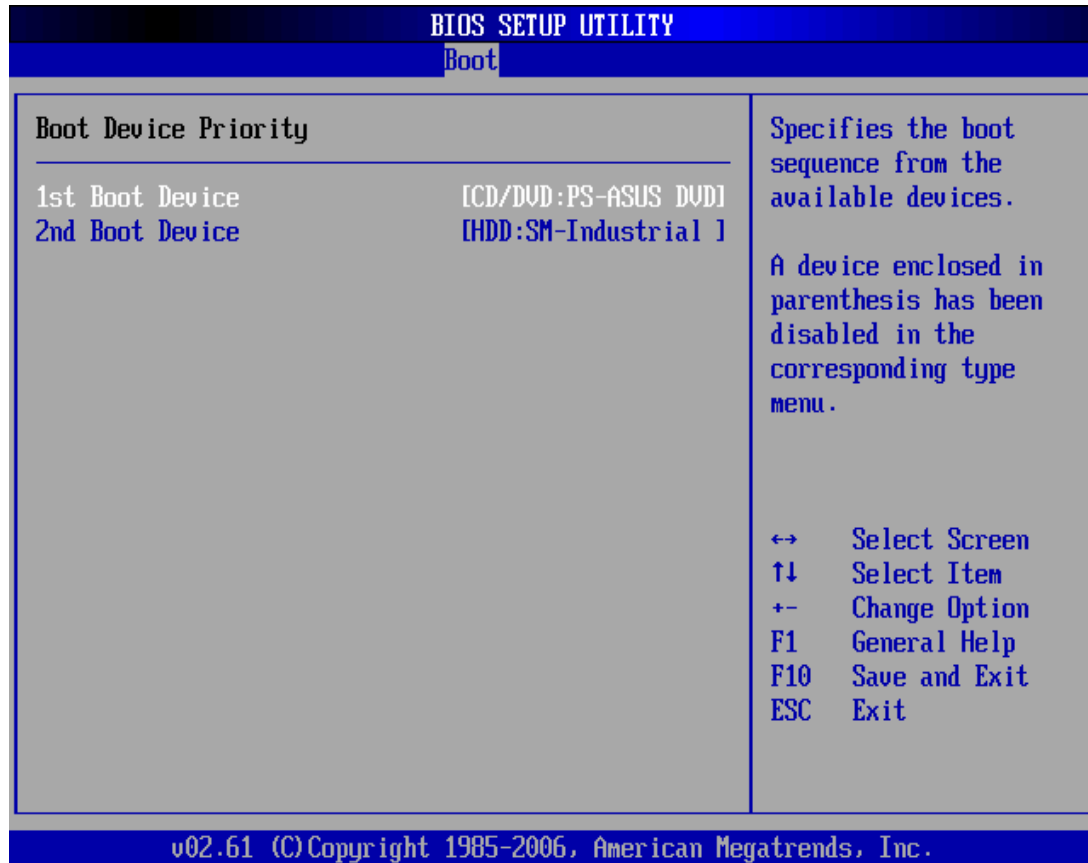 BIOS SETUP UTILITY
Boot
Boot Device Priority
1st Boot Device [CD/DVD:PS-ASUS DVD]
2nd Boot Device [HDD:SM-Industrial ]
Specifies the boot
sequence from the
available devices.
A device enclosed in
parenthesis has been
disabled in the
corresponding type
menu.
←→ Select Screen
↑↓ Select Item
+- Change Option
F1 General Help
F10 Save and Exit
ESC Exit
v02.61 (C)Copyright 1985-2006, American Megatrends, Inc.